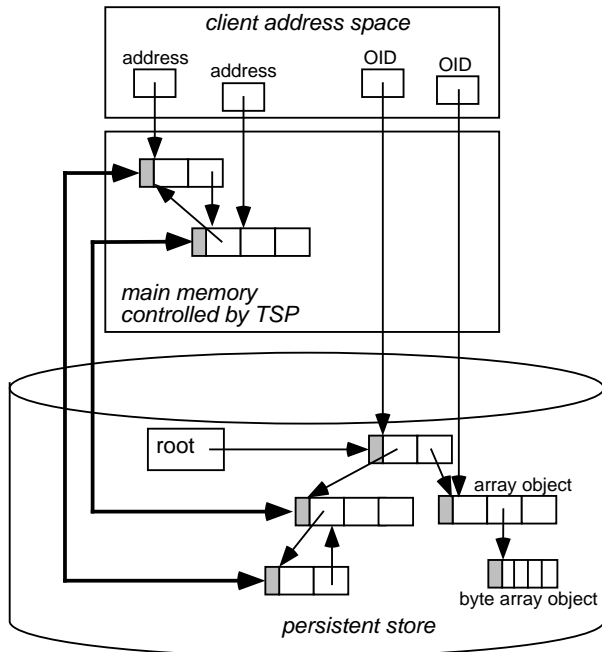 client address space
address
address
OID
OID
main memory
controlled by TSP
root
array object
byte array object
persistent store